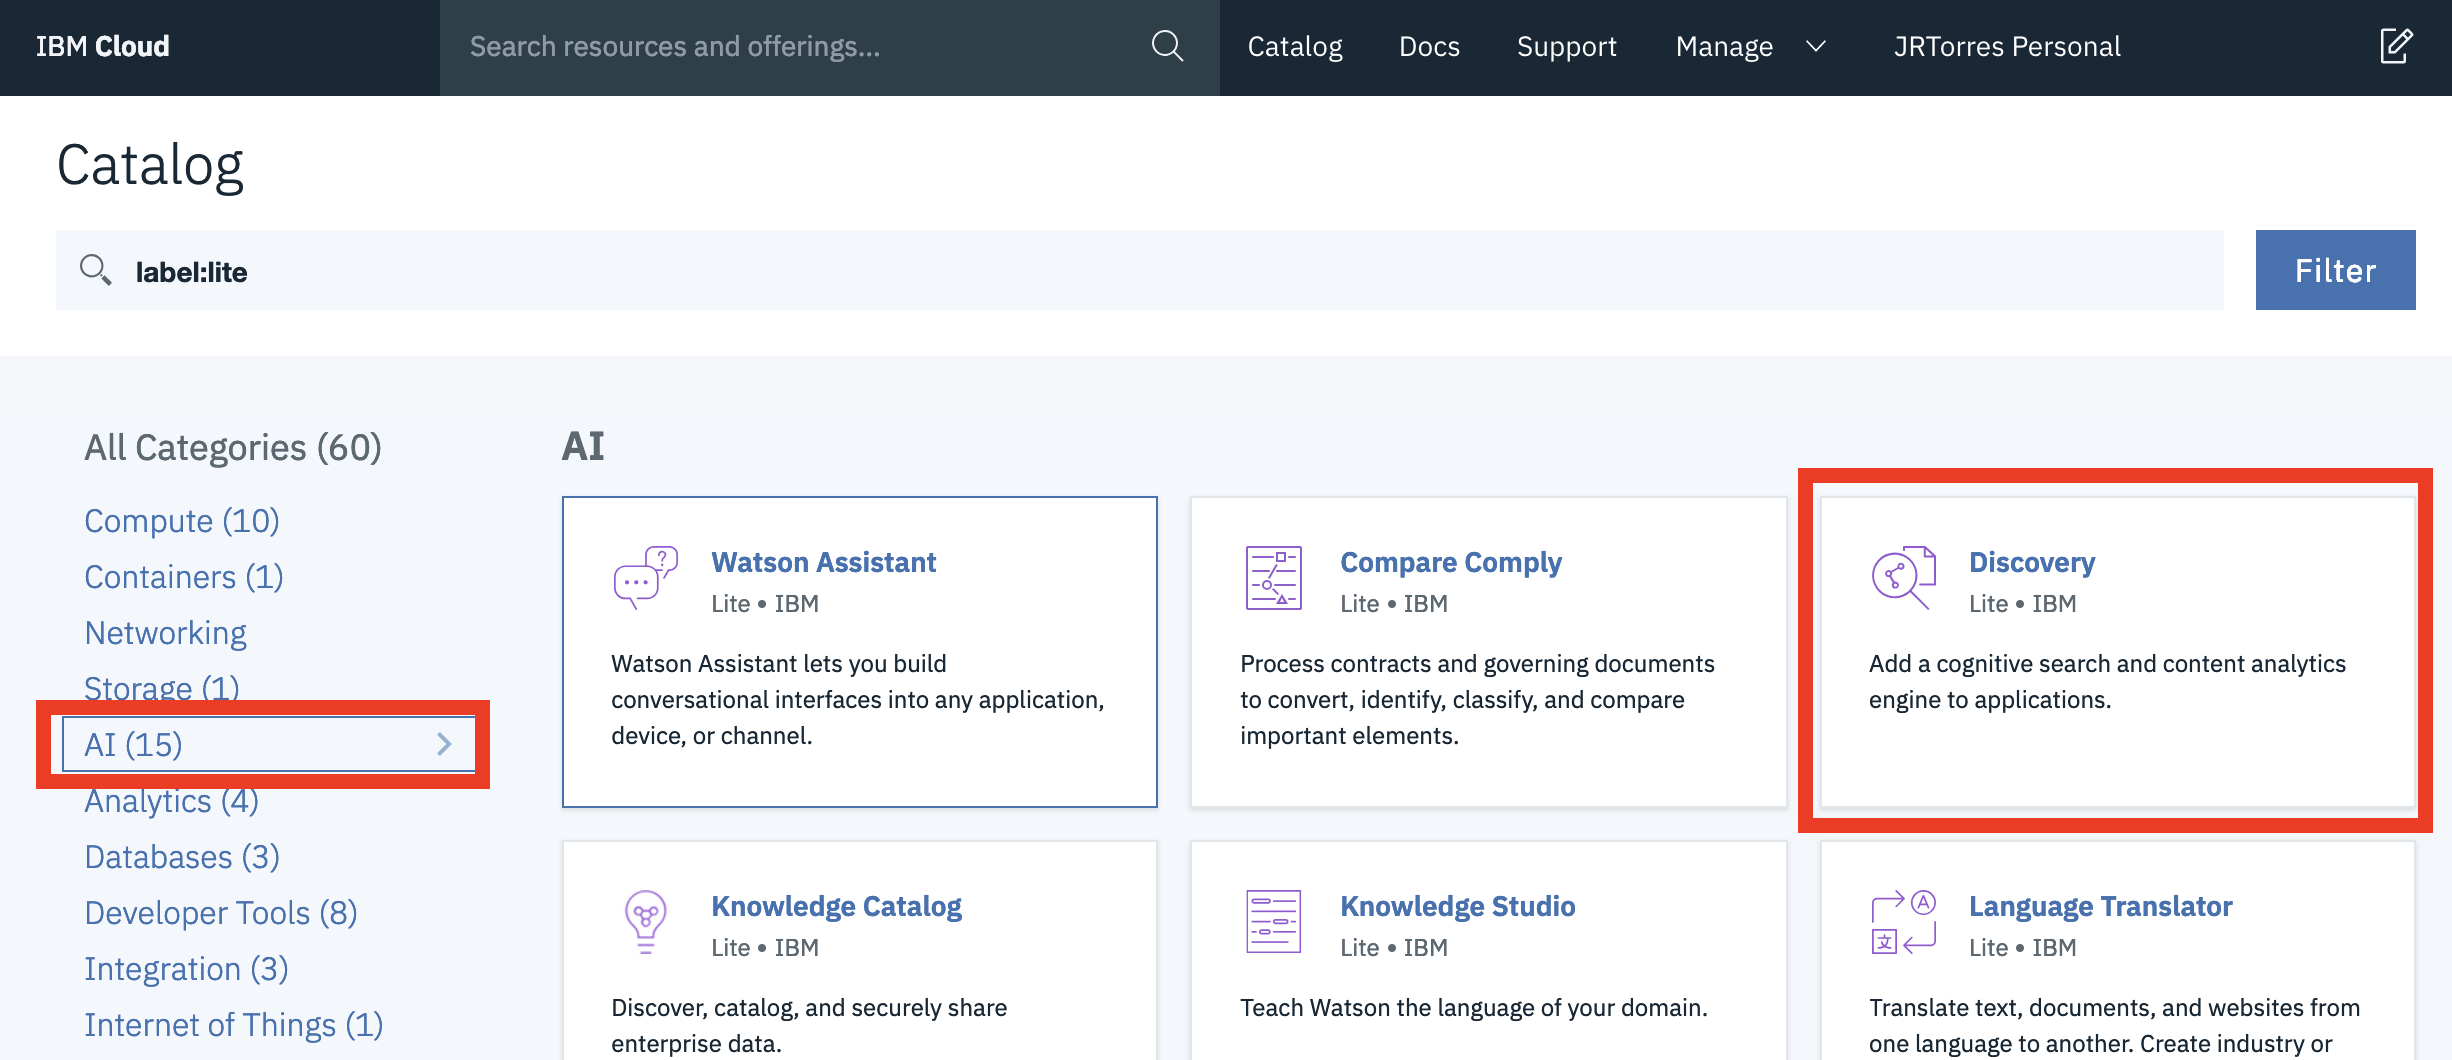 IBM Cloud
Search resources and offerings...
Catalog
Docs
Support
Manage
JRTorres Personal
Catalog
label:lite
Filter
All Categories (60)
Compute (10)
Containers (1)
Networking
Storage (1)
AI (15)
Analytics (4)
Databases (3)
Developer Tools (8)
Integration (3)
Internet of Things (1)
AI
Watson Assistant
Lite • IBM
Watson Assistant lets you build
conversational interfaces into any application,
device, or channel.
Compare Comply
Lite • IBM
Process contracts and governing documents
to convert, identify, classify, and compare
important elements.
Discovery
Lite • IBM
Add a cognitive search and content analytics
engine to applications.
Knowledge Catalog
Lite • IBM
Discover, catalog, and securely share
enterprise data.
Knowledge Studio
Lite • IBM
Teach Watson the language of your domain.
A
文
Language Translator
Lite • IBM
Translate text, documents, and websites from
one language to another. Create industry or